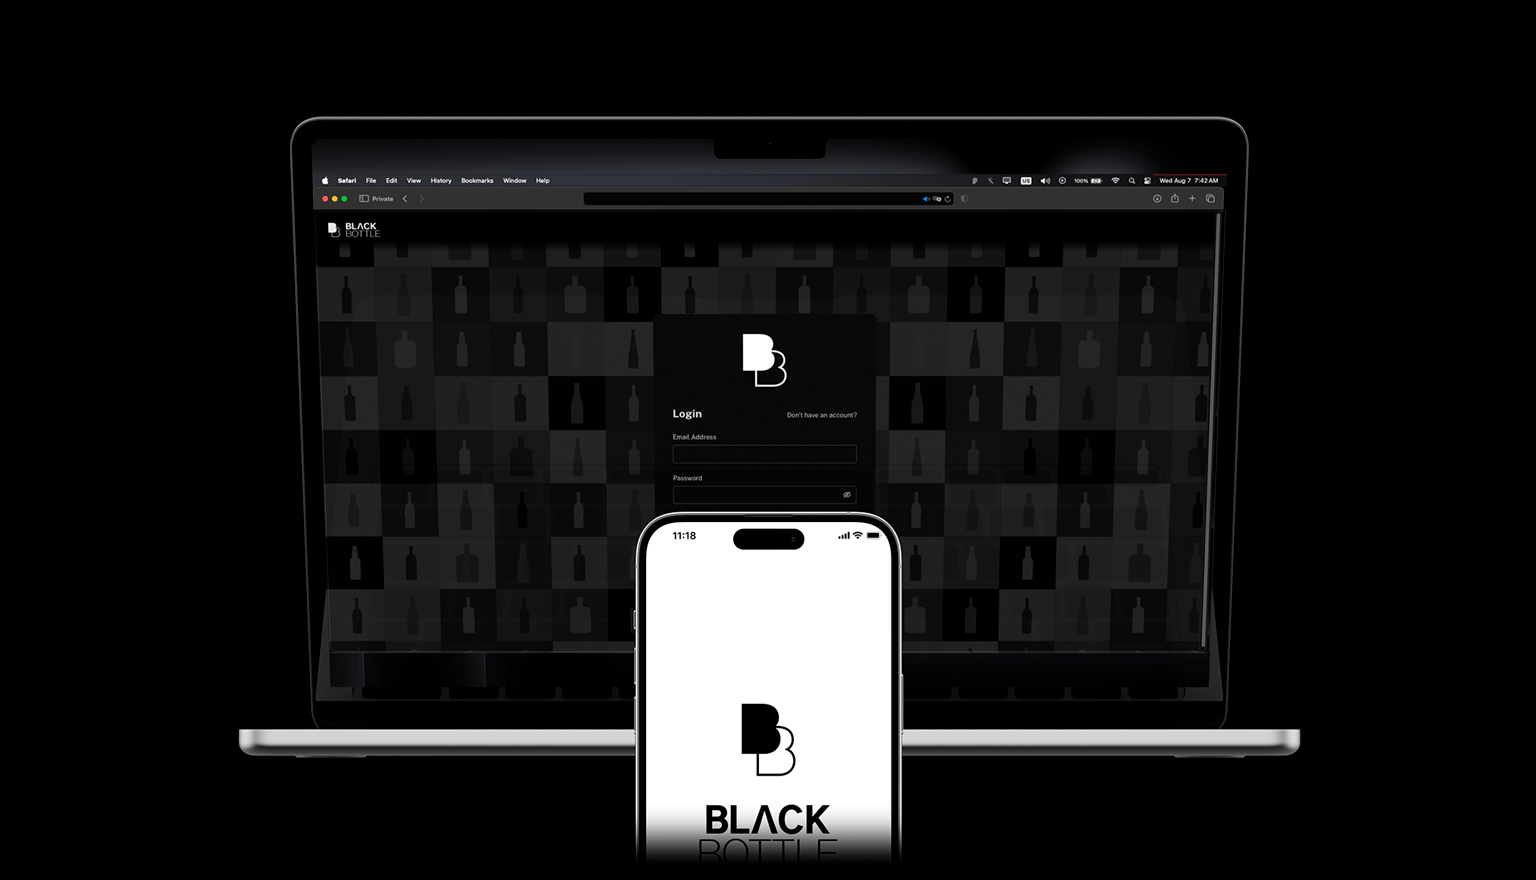 Safari File Edit View History Bookmarks Window Help
US 100% Wed Aug 7 7:42 AM
Private
BLACK
BOTTLE
Login Don't have an account?
Email Address
Password
11:18
BLACK
BOTTLE